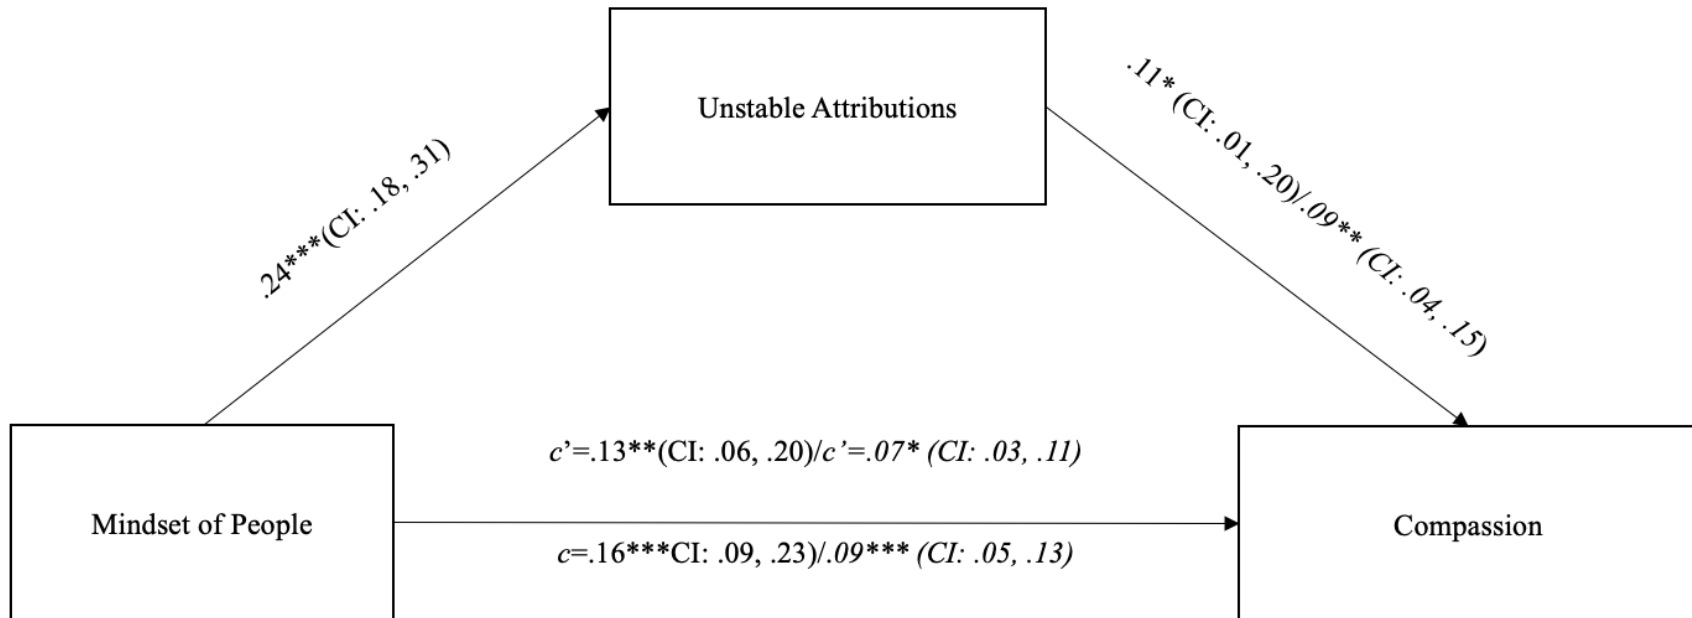 Unstable Attributions
.24***(CI: .18, .31)
.11*(CI: .01, .20)/.09** (CI: .04, .15)
c’=.13**(CI: .06, .20)/c’=.07* (CI: .03, .11)
Mindset of People
Compassion
c=.16***CI: .09, .23)/.09*** (CI: .05, .13)